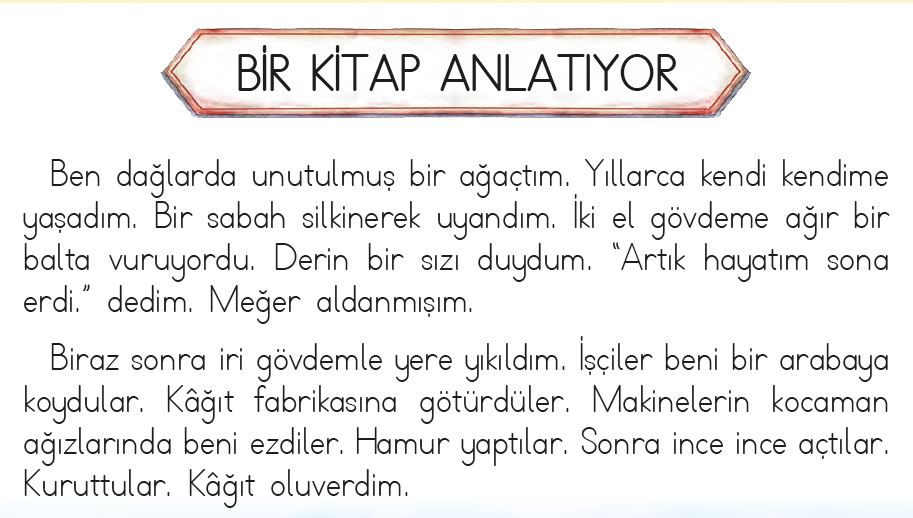 BİR KİTAP ANLATIYOR
Ben dağlarda unutulmuş bir ağaçtım. Yıllarca kendi kendime
yaşadım. Bir sabah silkinerek uyandım. İki el gövdeme ağır bir
balta vuruyordu. Derin bir sızı duydum. “Artık hayatım sona
erdi.” dedim. Meğer aldanmışım.
Biraz sonra iri gövdemle yere yıkıldım. İşçiler beni bir arabaya
koydular. Kâğıt fabrikasına götürdüler. Makinelerin kocaman
ağızlarında beni ezdiler. Hamur yaptılar. Sonra ince ince açtılar.
Kuruttular. Kâğıt oluverdim.